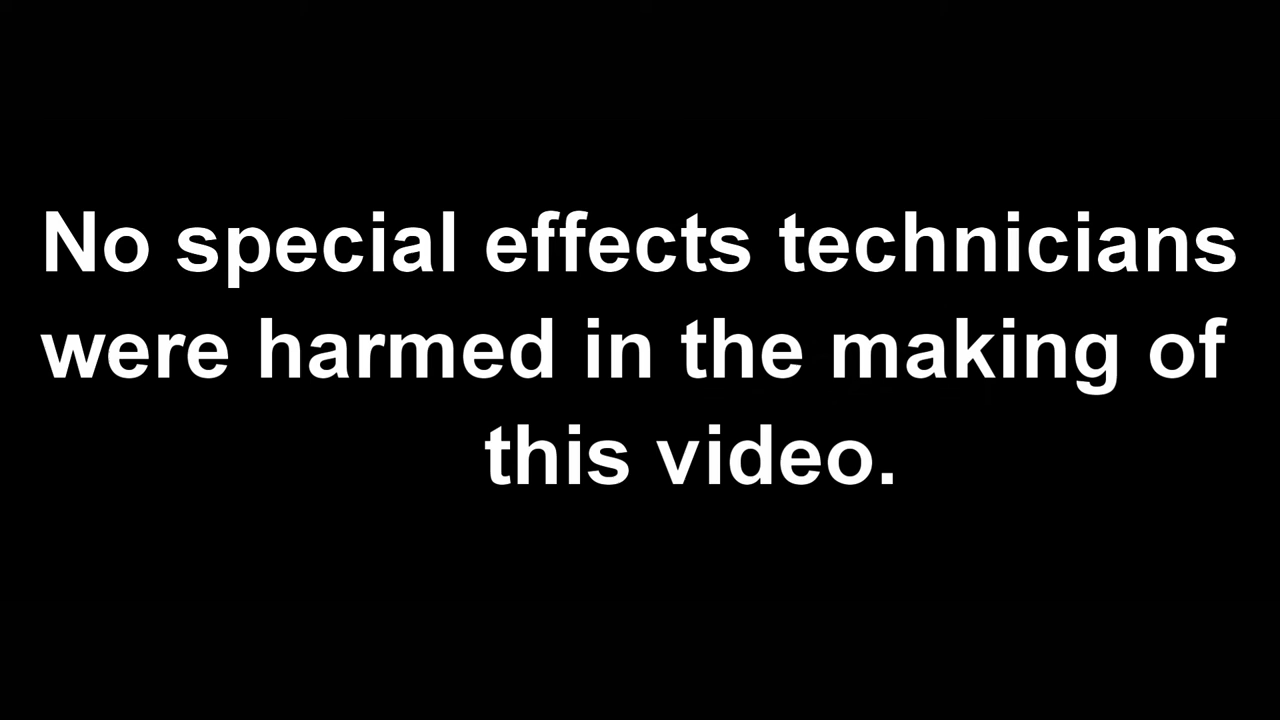 No special effects technicians
were harmed in the making of
this video.